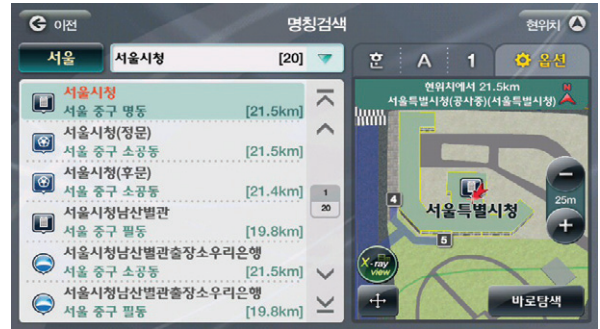 이전
명칭검색
현위치
서울
서울시청 [20]
ㅎㅎ A 1 옵션
서울시청
서울 중구 명동 [21.5km]
서울시청(정문)
서울 중구 소공동 [21.5km]
서울시청(후문)
서울 중구 소공동 [21.4km]
서울시청남산별관
서울 중구 필동 [19.8km]
서울시청남산별관출장소우리은행
서울 중구 소공동 [21.5km]
서울시청남산별관출장소우리은행
서울 중구 필동 [19.8km]
1
20
현위치에서 21.5km
서울특별시청(공사중)(서울특별시청)
N
서울특별시청
4
5
25m
X-ray
view
바로탐색